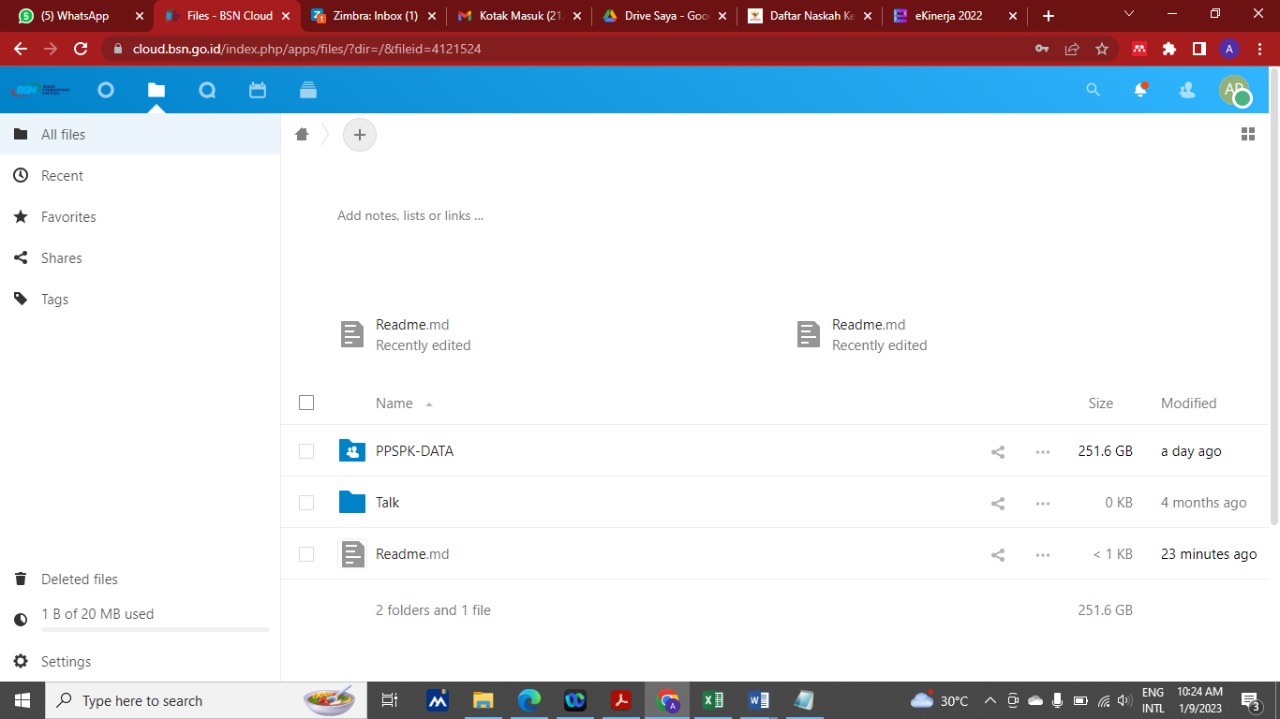 (5) WhatsApp
Files - BSN Cloud
Zimbra: Inbox (1)
Kotak Masuk (21.
Drive Saya - Goo
Daftar Naskah Ke
eKinerja 2022
cloud.bsn.go.id/index.php/apps/files/?dir=/&fileid=4121524
A
BSN
AP
All files
Recent
Favorites
Shares
Tags
Add notes, lists or links ...
Readme.md
Recently edited
Readme.md
Recently edited
Name
Size
Modified
PPSPK-DATA
251.6 GB
a day ago
Talk
0 KB
4 months ago
Readme.md
< 1 KB
23 minutes ago
2 folders and 1 file
251.6 GB
Deleted files
1 B of 20 MB used
Settings
Type here to search
30°C
ENG
INTL
10:24 AM
1/9/2023
3